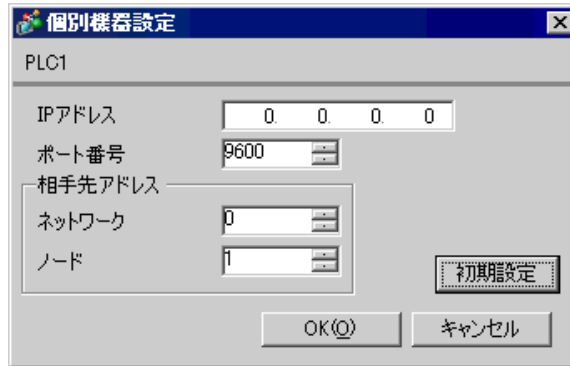 個別機器設定
PLC1
IPアドレス 0. 0. 0. 0
ポート番号 9600
相手先アドレス
ネットワーク 0
ノード 1
初期設定
OK(O) キャンセル